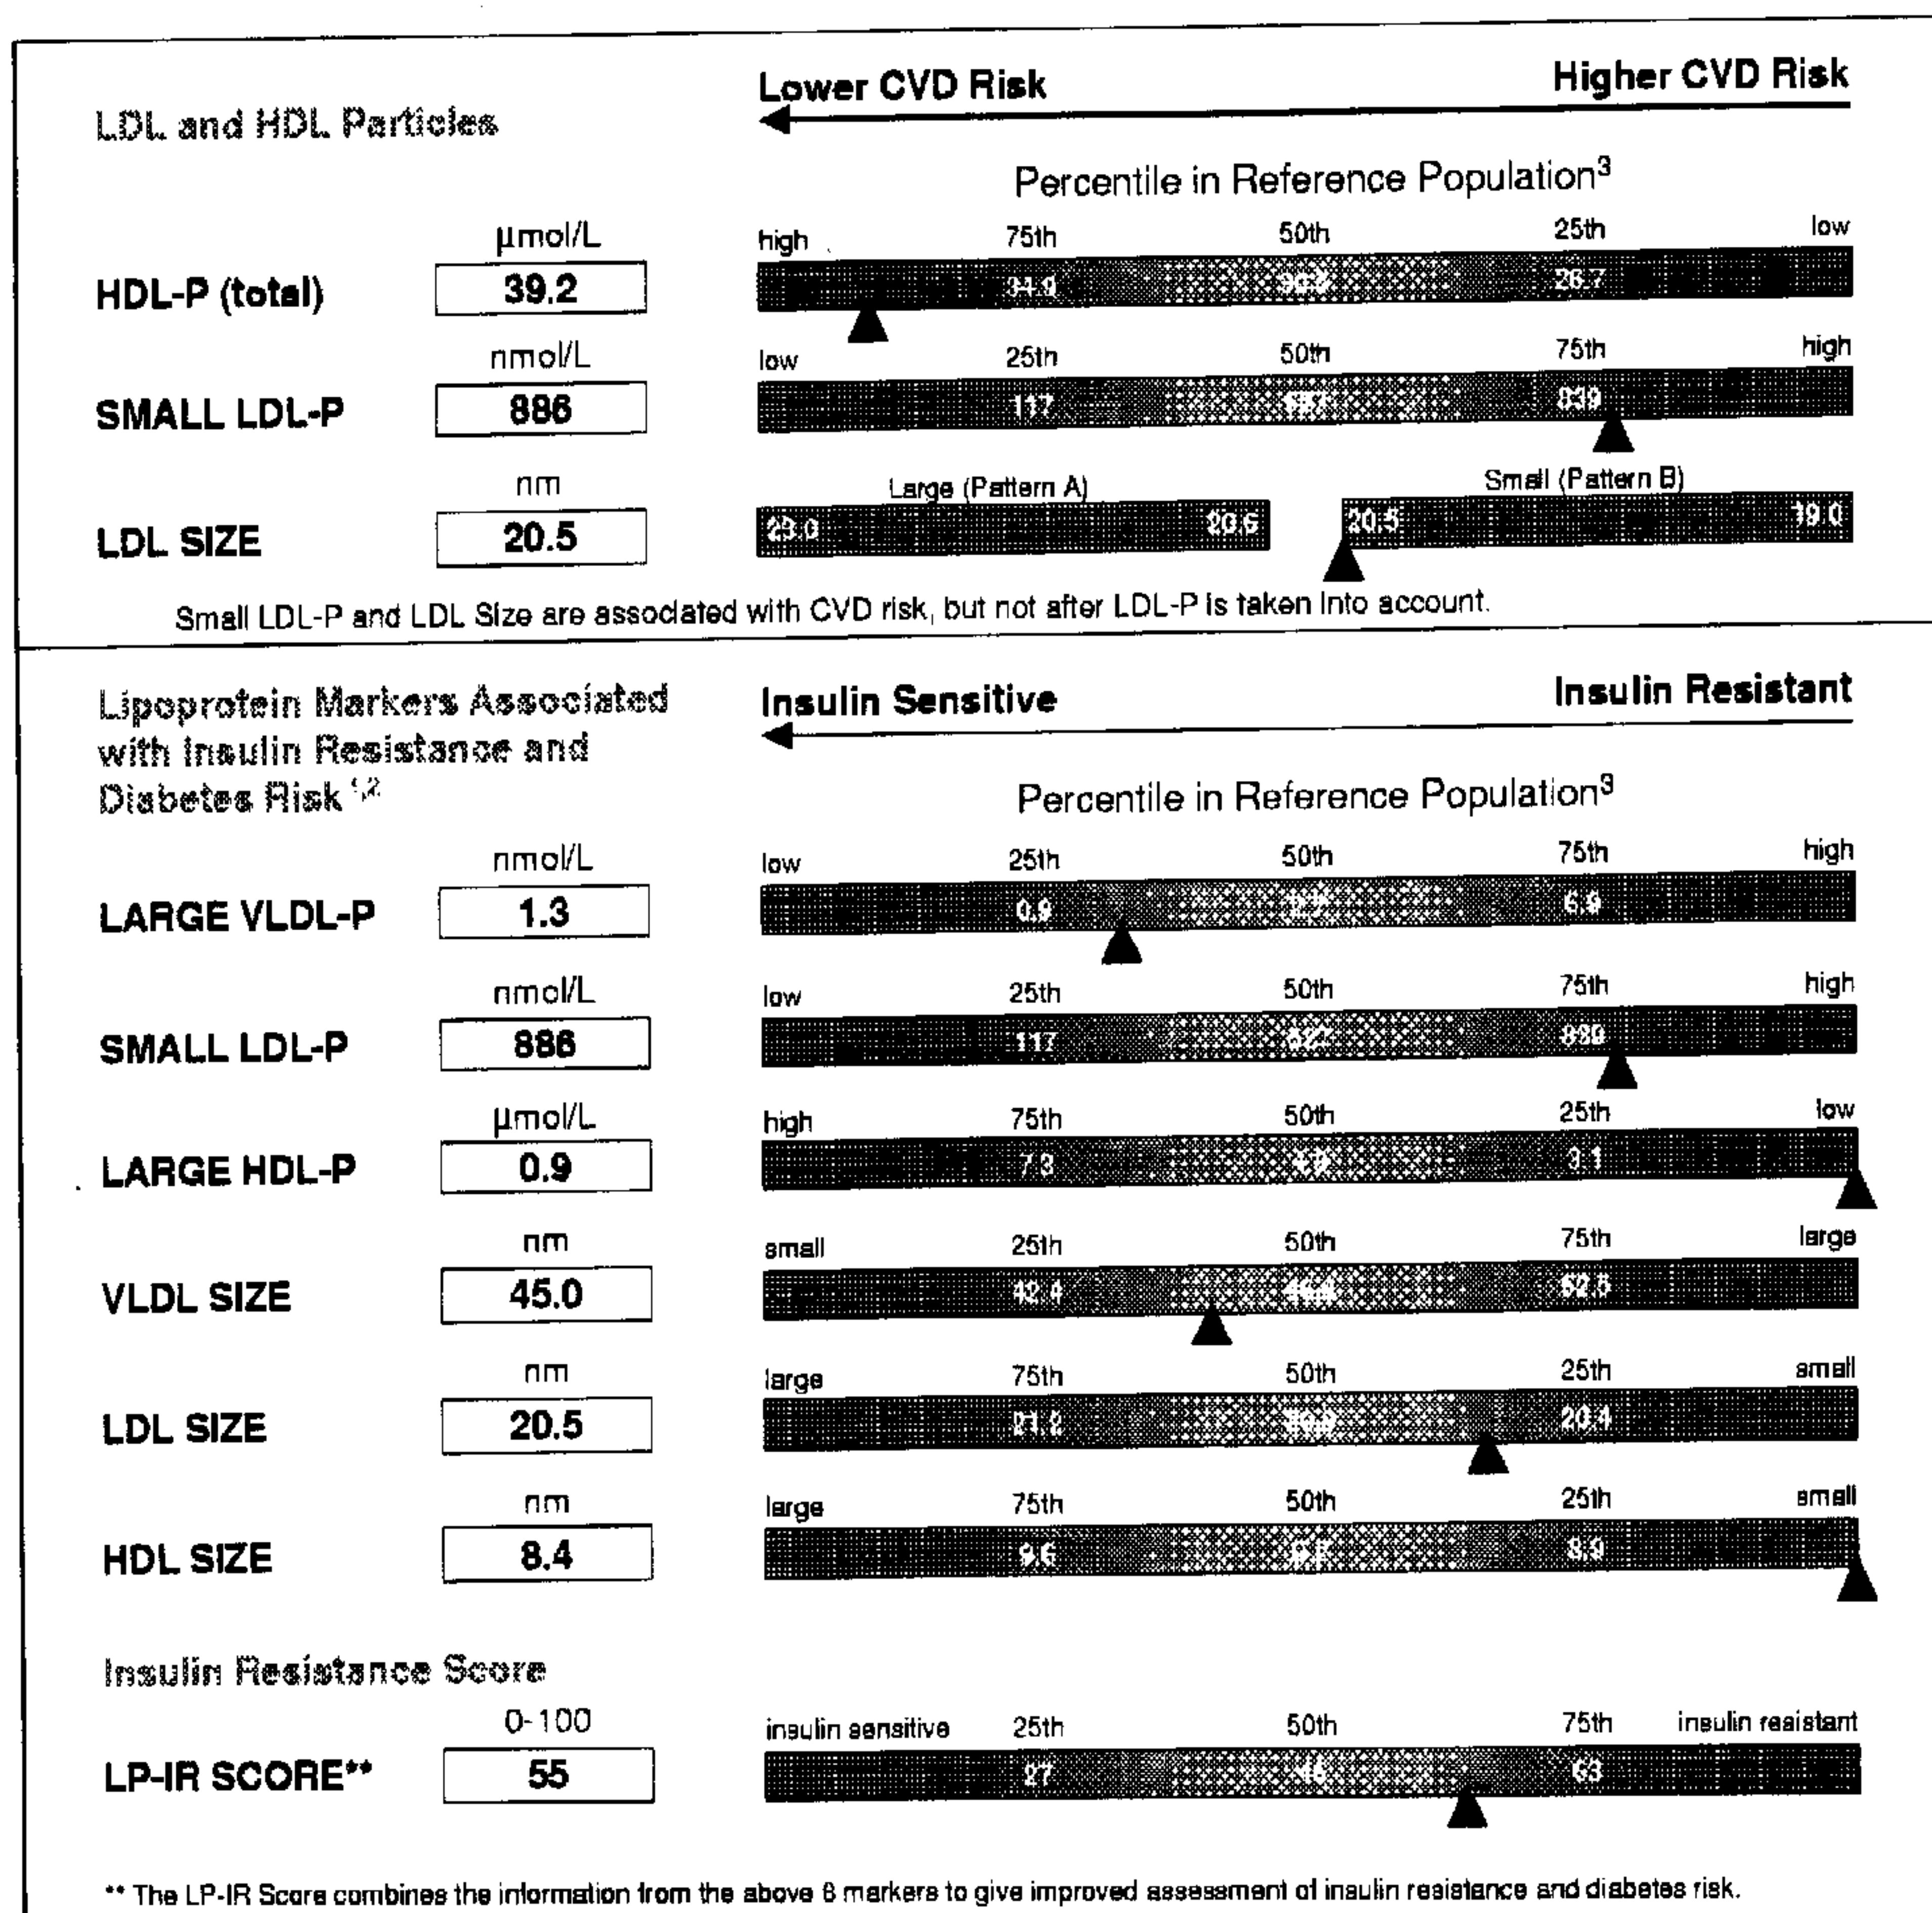 Lower CVD Risk Higher CVD Risk
LDL and HDL Particles
Percentile in Reference Population³
µmol/L high 75th 50th 25th low
HDL-P (total) 39.2 34.9 26.7
nmol/L low 25th 50th 75th high
SMALL LDL-P 886 117 839
nm Large (Pattern A) Small (Pattern B)
LDL SIZE 20.5 23.0 20.6 20.5 19.0
Small LDL-P and LDL Size are associated with CVD risk, but not after LDL-P is taken into account.
Lipoprotein Markers Associated Insulin Sensitive Insulin Resistant
with Insulin Resistance and
Diabetes Risk ¹,² Percentile in Reference Population³
nmol/L low 25th 50th 75th high
LARGE VLDL-P 1.3 0.9 6.9
nmol/L low 25th 50th 75th high
SMALL LDL-P 886 117 839
µmol/L high 75th 50th 25th low
LARGE HDL-P 0.9 7.3 3.1
nm small 25th 50th 75th large
VLDL SIZE 45.0 42.4 52.5
nm large 75th 50th 25th small
LDL SIZE 20.5 21.2 20.4
nm large 75th 50th 25th small
HDL SIZE 8.4 9.6 8.9
Insulin Resistance Score
0-100 insulin sensitive 25th 50th 75th insulin resistant
LP-IR SCORE** 55 27 63
** The LP-IR Score combines the information from the above 6 markers to give improved assessment of insulin resistance and diabetes risk.